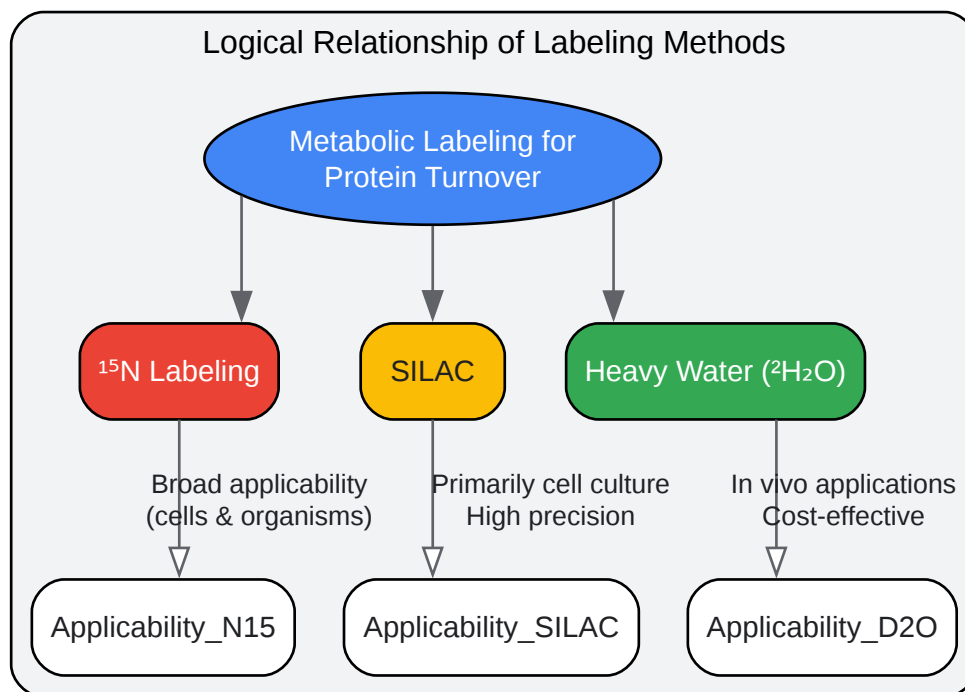 Logical Relationship of Labeling Methods
Metabolic Labeling for
Protein Turnover
¹⁵N Labeling
SILAC
Heavy Water (²H₂O)
Broad applicability
(cells & organisms)
Primarily cell culture
High precision
In vivo applications
Cost-effective
Applicability_N15
Applicability_SILAC
Applicability_D2O